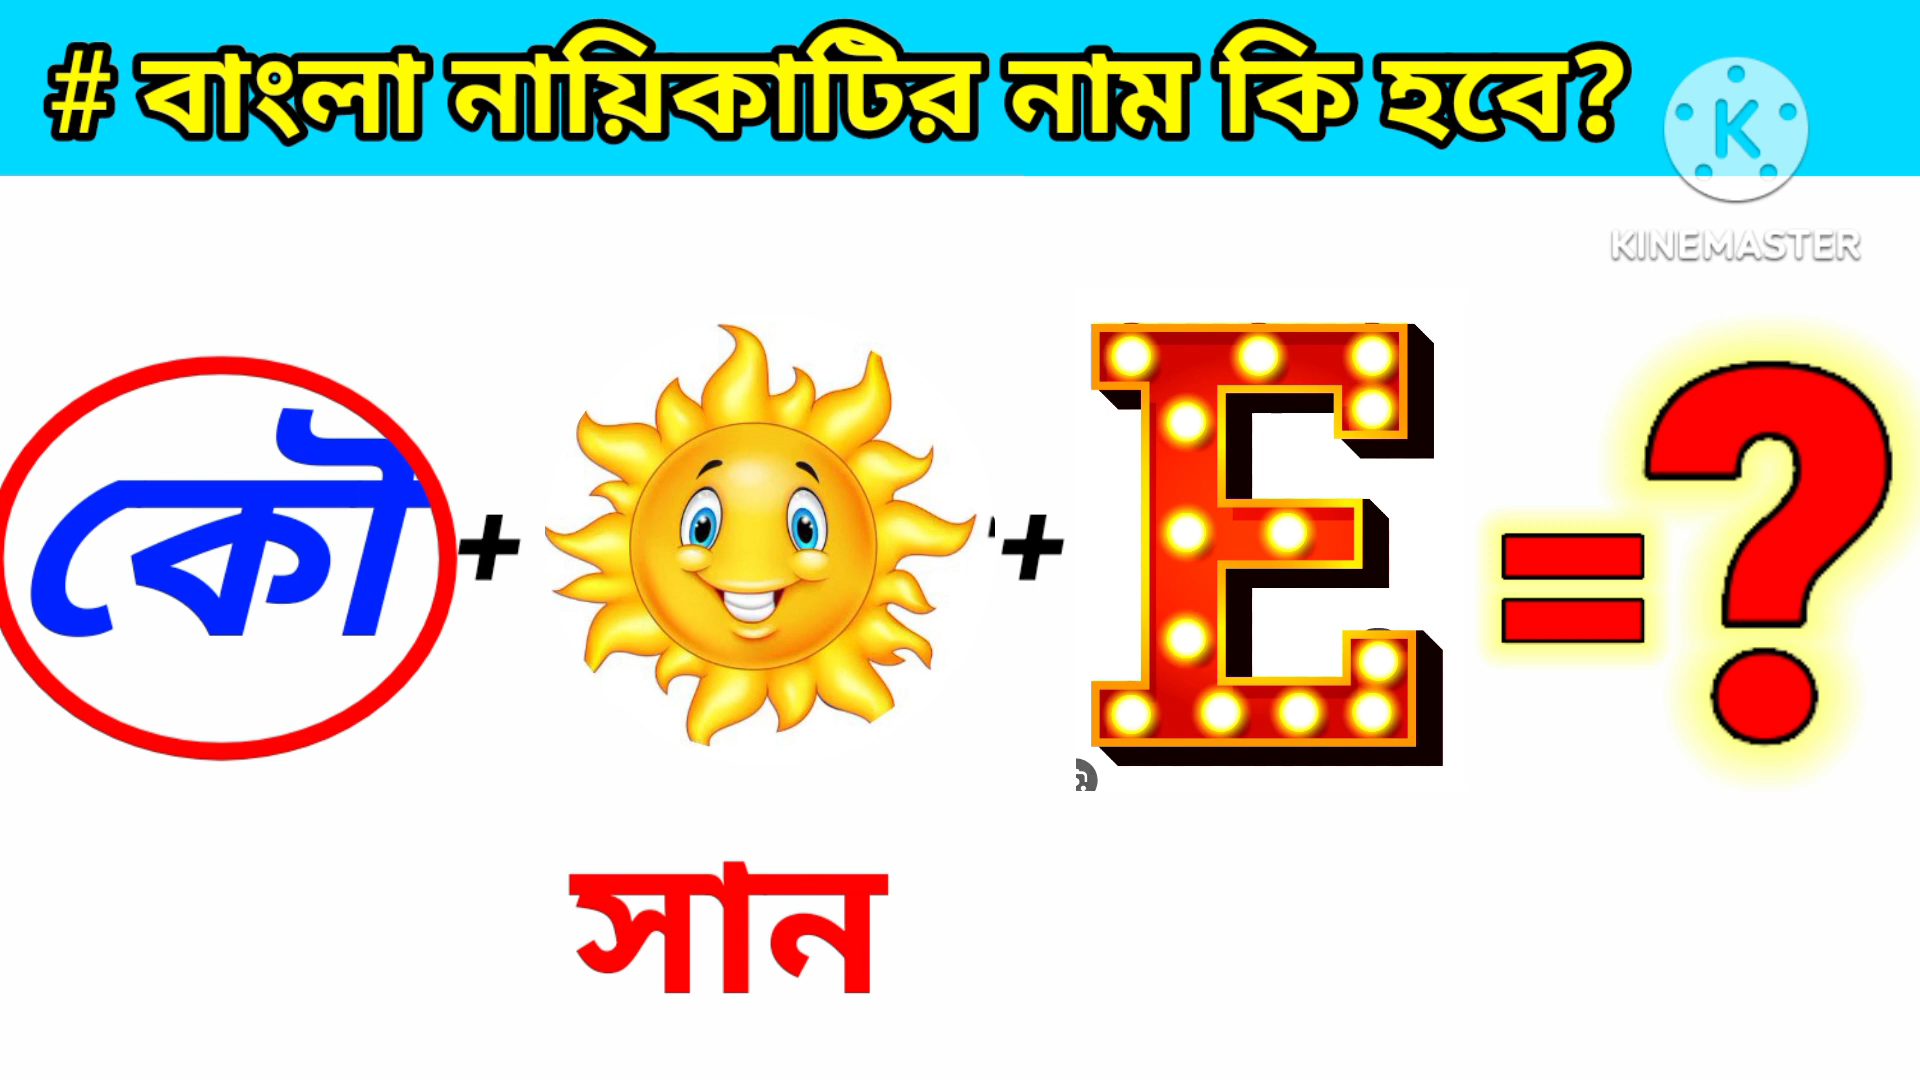 # বাংলা নায়িকাটির নাম কি হবে?
K
KINEMASTER
কৌ + + E = ?
সান